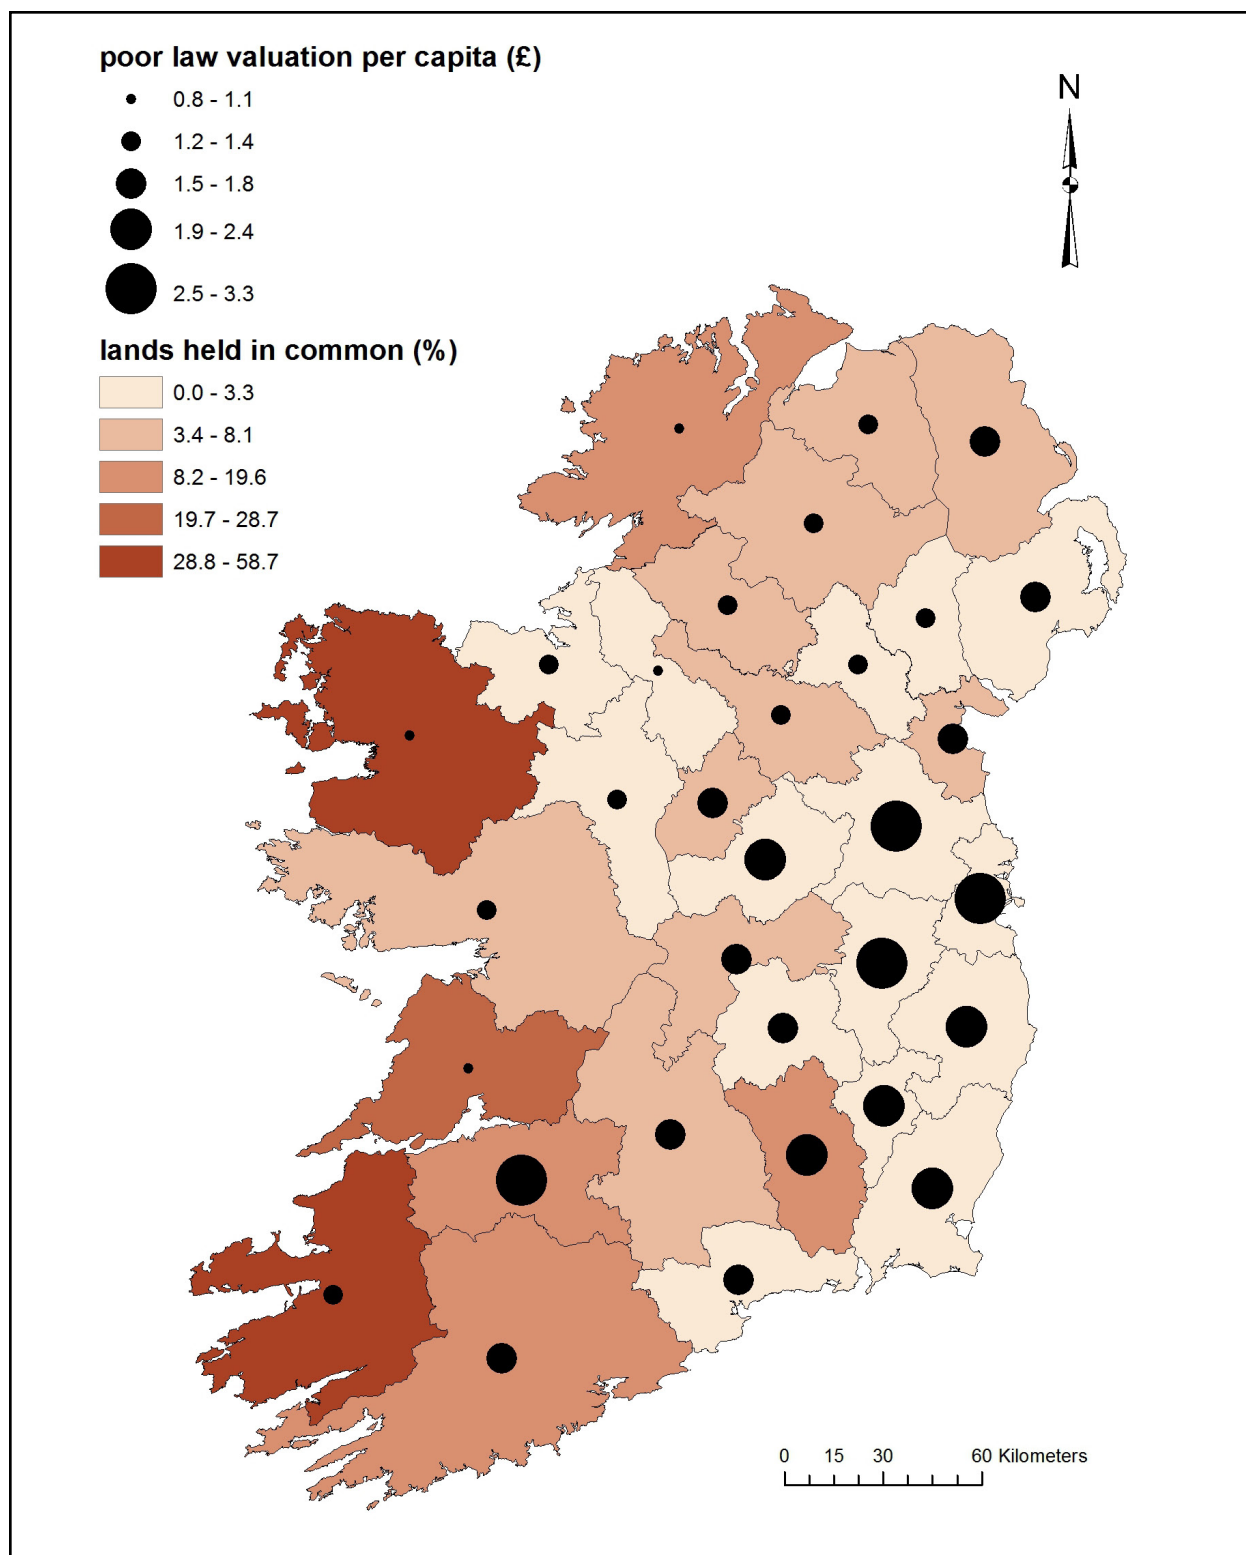 poor law valuation per capita (£)
0.8 - 1.1
1.2 - 1.4
1.5 - 1.8
1.9 - 2.4
2.5 - 3.3
lands held in common (%)
0.0 - 3.3
3.4 - 8.1
8.2 - 19.6
19.7 - 28.7
28.8 - 58.7
N
0 15 30 60 Kilometers